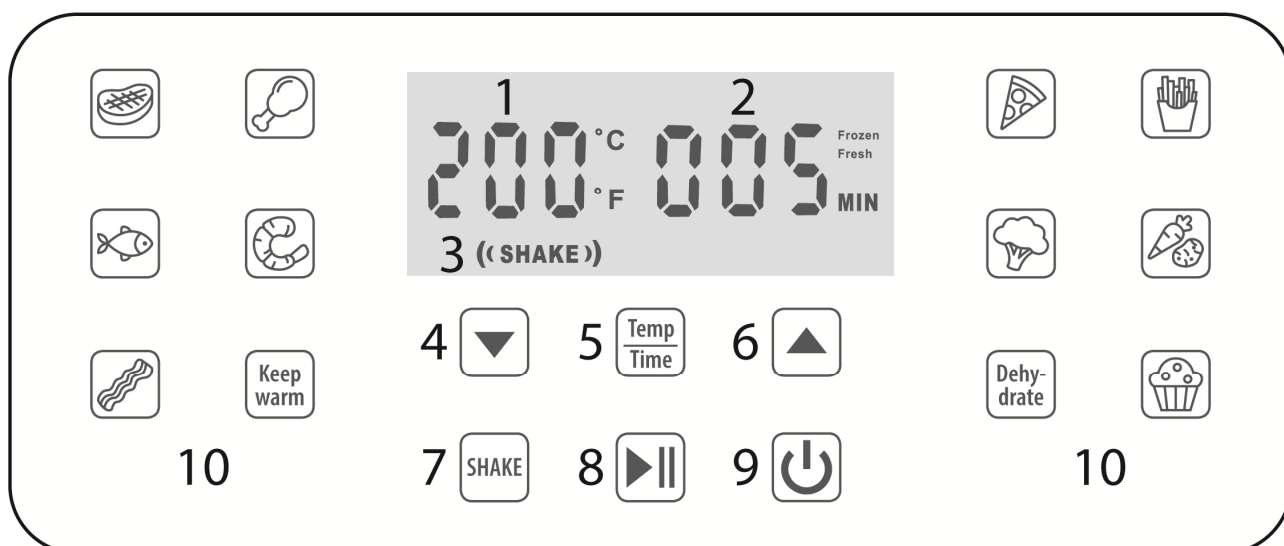 1 2
200 °C 005 Frozen
Fresh
°F MIN
3 ((SHAKE))
4 5 Temp 6
Time
Keep
warm
Dehy-
drate
7 SHAKE 8 9
10 10